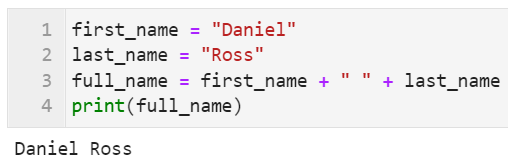 1 first_name = "Daniel"
2 last_name = "Ross"
3 full_name = first_name + " " + last_name
4 print(full_name)
Daniel Ross